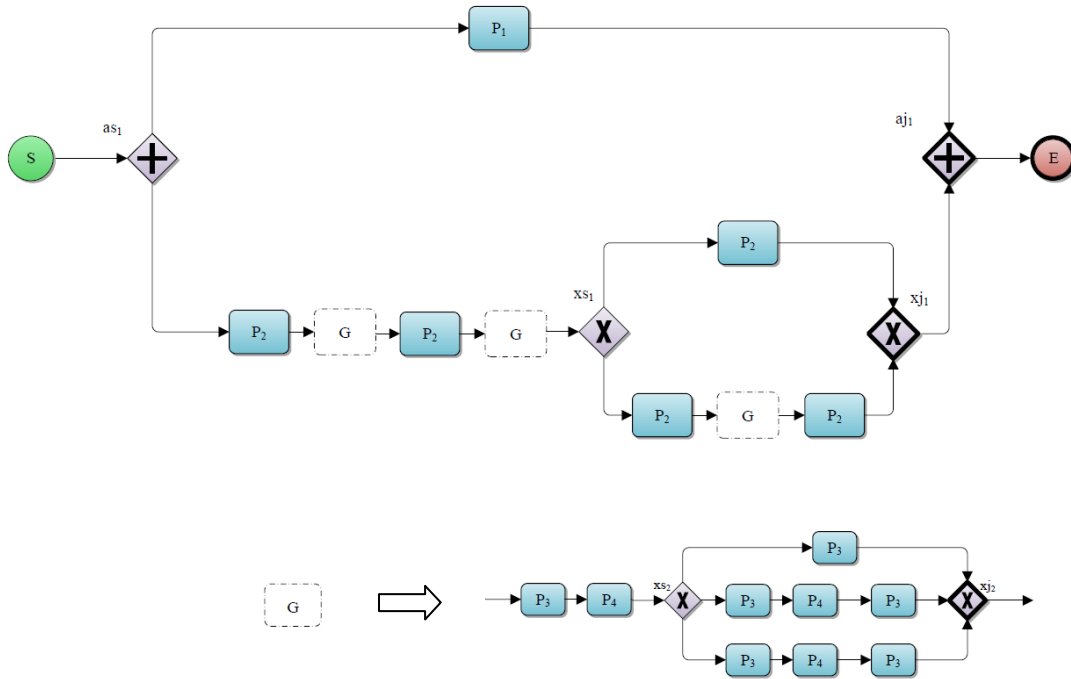 P₁
as₁
aj₁
S
E
P₂
xs₁
xj₁
P₂ G P₂ G
P₂ G P₂
P₃
xs₂ xj₂
G
P₃ P₄
P₃ P₄ P₃
P₃ P₄ P₃